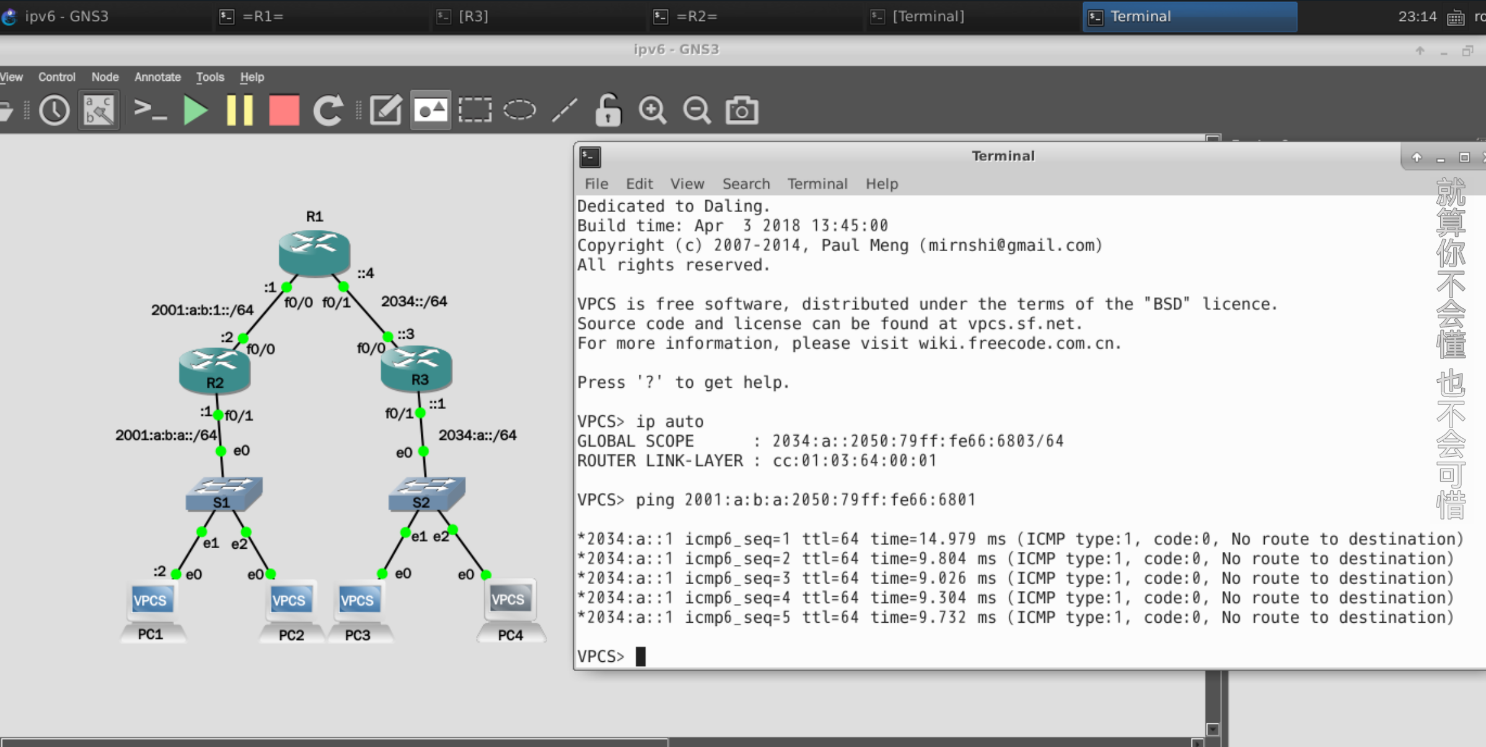 ipv6 - GNS3
=R1=
[R3]
=R2=
[Terminal]
Terminal
23:14
ipv6 - GNS3
View Control Node Annotate Tools Help
R1
::4
:1
f0/0 f0/1
2034::/64
2001:a:b:1::/64
:2
::3
f0/0
f0/0
R2
R3
:1
f0/1
f0/1
::1
2001:a:b:a::/64
2034:a::/64
e0
e0
S1
S2
e1 e2
e1 e2
:2
e0
e0
e0
e0
VPCS
VPCS
VPCS
VPCS
PC1
PC2
PC3
PC4
Terminal
File Edit View Search Terminal Help
Dedicated to Daling.
Build time: Apr  3 2018 13:45:00
Copyright (c) 2007-2014, Paul Meng (mirnshi@gmail.com)
All rights reserved.
VPCS is free software, distributed under the terms of the "BSD" licence.
Source code and license can be found at vpcs.sf.net.
For more information, please visit wiki.freecode.com.cn.
Press '?' to get help.
VPCS> ip auto
GLOBAL SCOPE      : 2034:a::2050:79ff:fe66:6803/64
ROUTER LINK-LAYER : cc:01:03:64:00:01
VPCS> ping 2001:a:b:a:2050:79ff:fe66:6801
*2034:a::1 icmp6_seq=1 ttl=64 time=14.979 ms (ICMP type:1, code:0, No route to destination)
*2034:a::1 icmp6_seq=2 ttl=64 time=9.804 ms (ICMP type:1, code:0, No route to destination)
*2034:a::1 icmp6_seq=3 ttl=64 time=9.026 ms (ICMP type:1, code:0, No route to destination)
*2034:a::1 icmp6_seq=4 ttl=64 time=9.304 ms (ICMP type:1, code:0, No route to destination)
*2034:a::1 icmp6_seq=5 ttl=64 time=9.732 ms (ICMP type:1, code:0, No route to destination)
VPCS>
就算你不会懂 也不会可惜